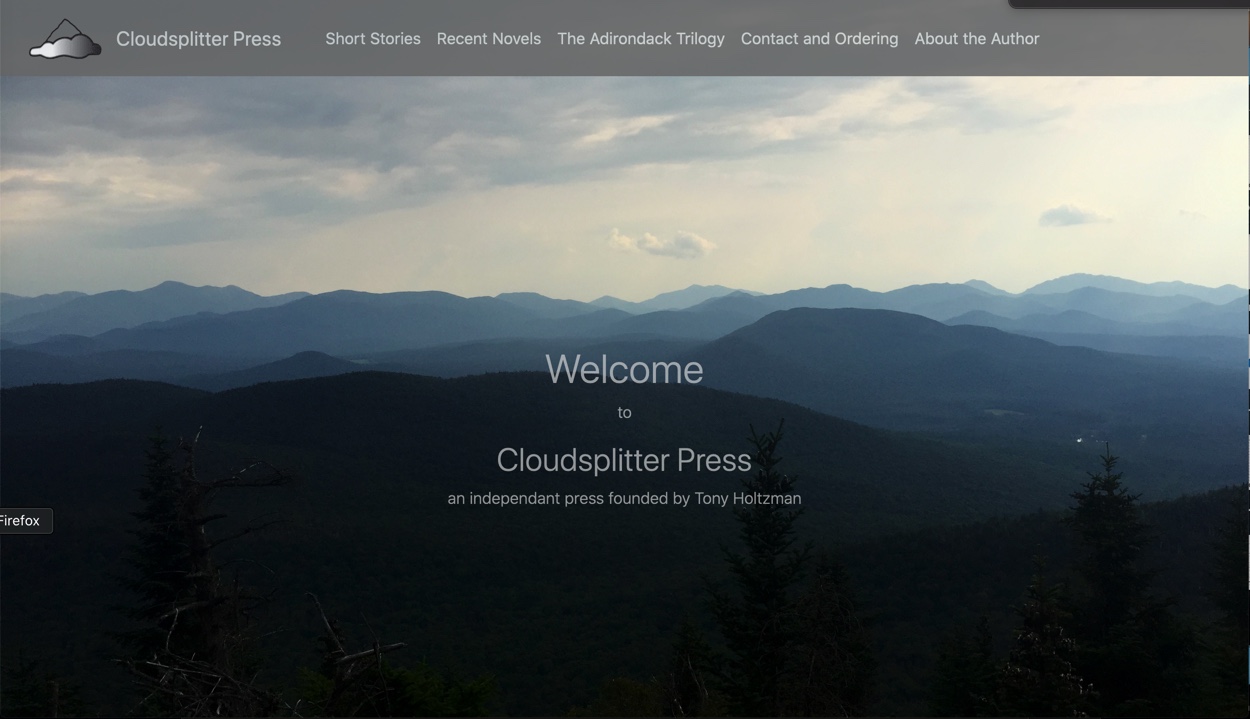 Cloudsplitter Press
Short Stories
Recent Novels
The Adirondack Trilogy
Contact and Ordering
About the Author
Welcome
to
Cloudsplitter Press
an independant press founded by Tony Holtzman
Firefox